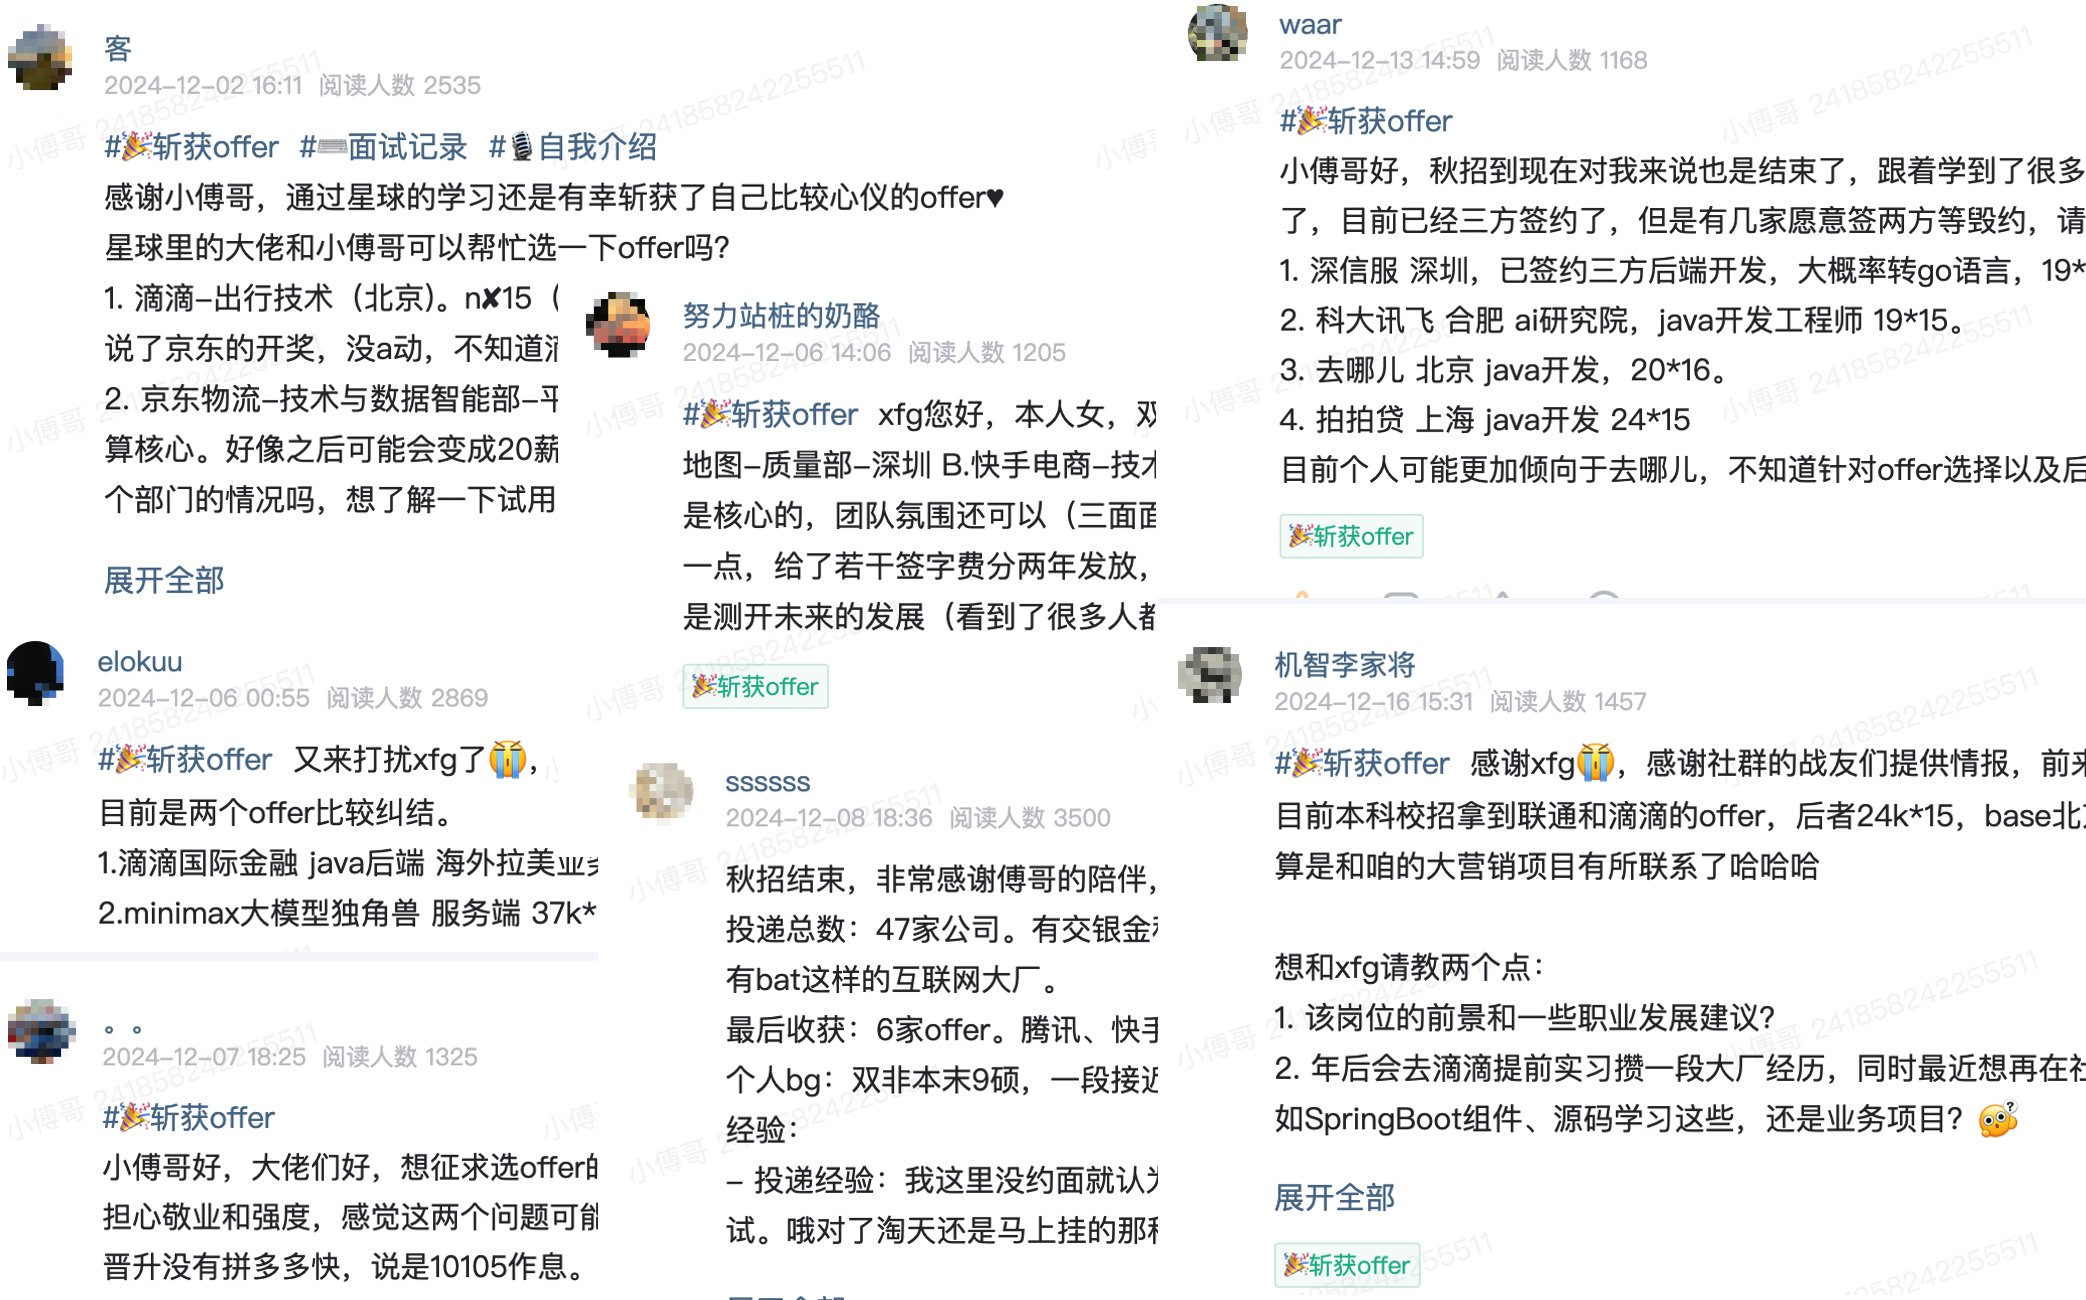 客
2024-12-02 16:11 阅读人数 2535
#🎉斩获offer #⌨️面试记录 #🎙️自我介绍
感谢小傅哥，通过星球的学习还是有幸斩获了自己比较心仪的offer♥
星球里的大佬和小傅哥可以帮忙选一下offer吗？
1. 滴滴-出行技术（北京）。n✘15（
说了京东的开奖，没a动，不知道
2. 京东物流-技术与数据智能部-平
算核心。好像之后可能会变成20薪
个部门的情况吗，想了解一下试用
展开全部
elokuu
2024-12-06 00:55 阅读人数 2869
#🎉斩获offer 又来打扰xfg了😭，
目前是两个offer比较纠结。
1.滴滴国际金融 java后端 海外拉美业
2.minimax大模型独角兽 服务端 37k*
。。
2024-12-07 18:25 阅读人数 1325
#🎉斩获offer
小傅哥好，大佬们好，想征求选offer的
担心敬业和强度，感觉这两个问题可能
晋升没有拼多多快，说是10105作息。
努力站桩的奶酪
2024-12-06 14:06 阅读人数 1205
#🎉斩获offer xfg您好，本人女，双
地图-质量部-深圳 B.快手电商-技术
是核心的，团队氛围还可以（三面面
一点，给了若干签字费分两年发放，
是测开未来的发展（看到了很多人都
🎉斩获offer
ssssss
2024-12-08 18:36 阅读人数 3500
秋招结束，非常感谢傅哥的陪伴，
投递总数：47家公司。有交银金
有bat这样的互联网大厂。
最后收获：6家offer。腾讯、快手
个人bg：双非本末9硕，一段接近
经验：
- 投递经验：我这里没约面就认为
试。哦对了淘天还是马上挂的那种
waar
2024-12-13 14:59 阅读人数 1168
#🎉斩获offer
小傅哥好，秋招到现在对我来说也是结束了，跟着学到了很多
了，目前已经三方签约了，但是有几家愿意签两方等毁约，请
1. 深信服 深圳，已签约三方后端开发，大概率转go语言，19*
2. 科大讯飞 合肥 ai研究院，java开发工程师 19*15。
3. 去哪儿 北京 java开发，20*16。
4. 拍拍贷 上海 java开发 24*15
目前个人可能更加倾向于去哪儿，不知道针对offer选择以及后
🎉斩获offer
机智李家将
2024-12-16 15:31 阅读人数 1457
#🎉斩获offer 感谢xfg😭，感谢社群的战友们提供情报，前来
目前本科校招拿到联通和滴滴的offer，后者24k*15，base北
算是和咱的大营销项目有所联系了哈哈哈
想和xfg请教两个点：
1. 该岗位的前景和一些职业发展建议？
2. 年后会去滴滴提前实习攒一段大厂经历，同时最近想再在社
如SpringBoot组件、源码学习这些，还是业务项目？
展开全部
🎉斩获offer
小傅哥 241858242255511